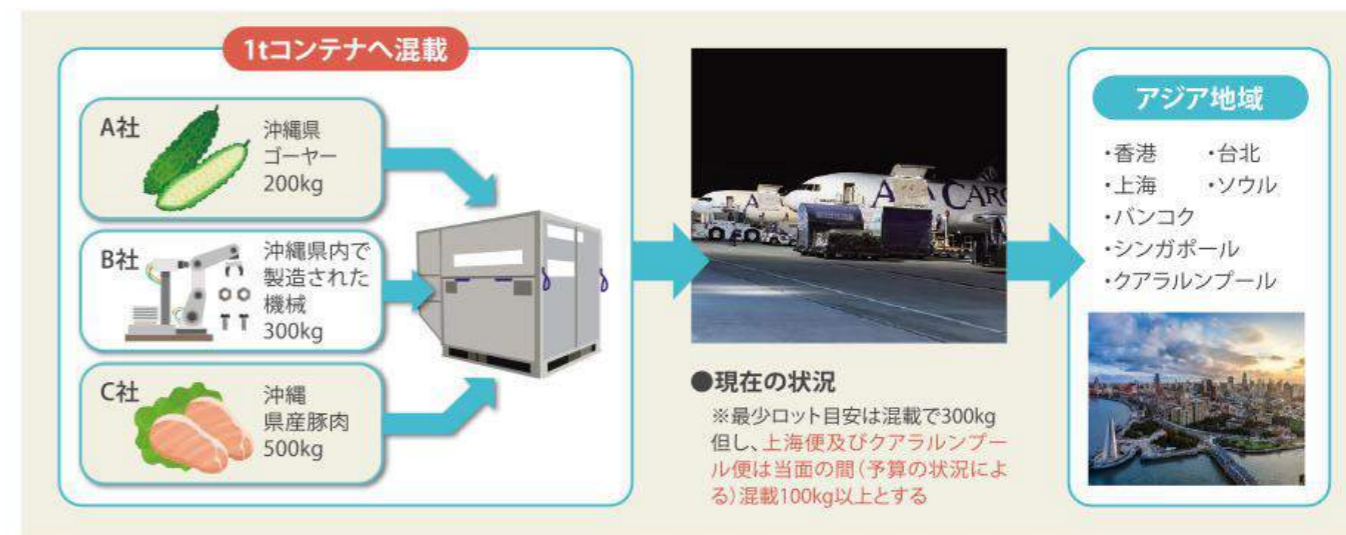 1tコンテナへ混載
A社
沖縄県
ゴーヤー
200kg
B社
沖縄県内で
製造された
機械
300kg
C社
沖縄
県産豚肉
500kg
●現在の状況
※最少ロット目安は混載で300kg
但し、上海便及びクアラルンプー
ル便は当面の間（予算の状況によ
る）混載100kg以上とする
アジア地域
・香港 ・台北
・上海 ・ソウル
・バンコク
・シンガポール
・クアラルンプール